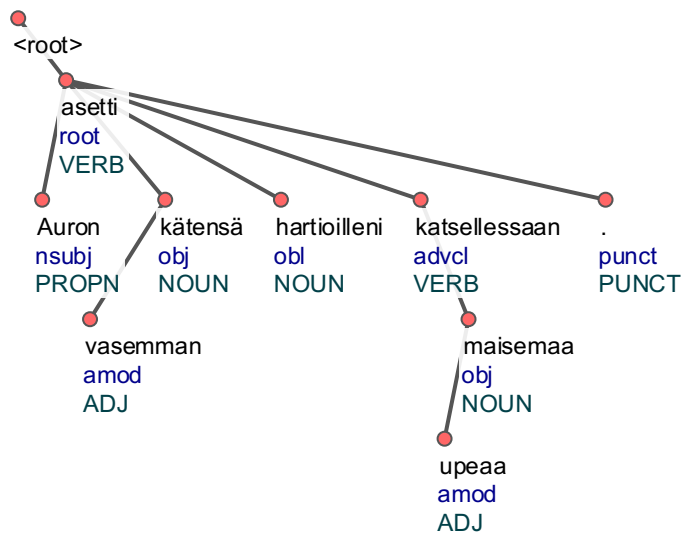 <root>
asetti
root
VERB
Auron
nsubj
PROPN
kätensä
obj
NOUN
hartioilleni
obl
NOUN
katsellessaan
advcl
VERB
.
punct
PUNCT
vasemman
amod
ADJ
maisemaa
obj
NOUN
upeaa
amod
ADJ